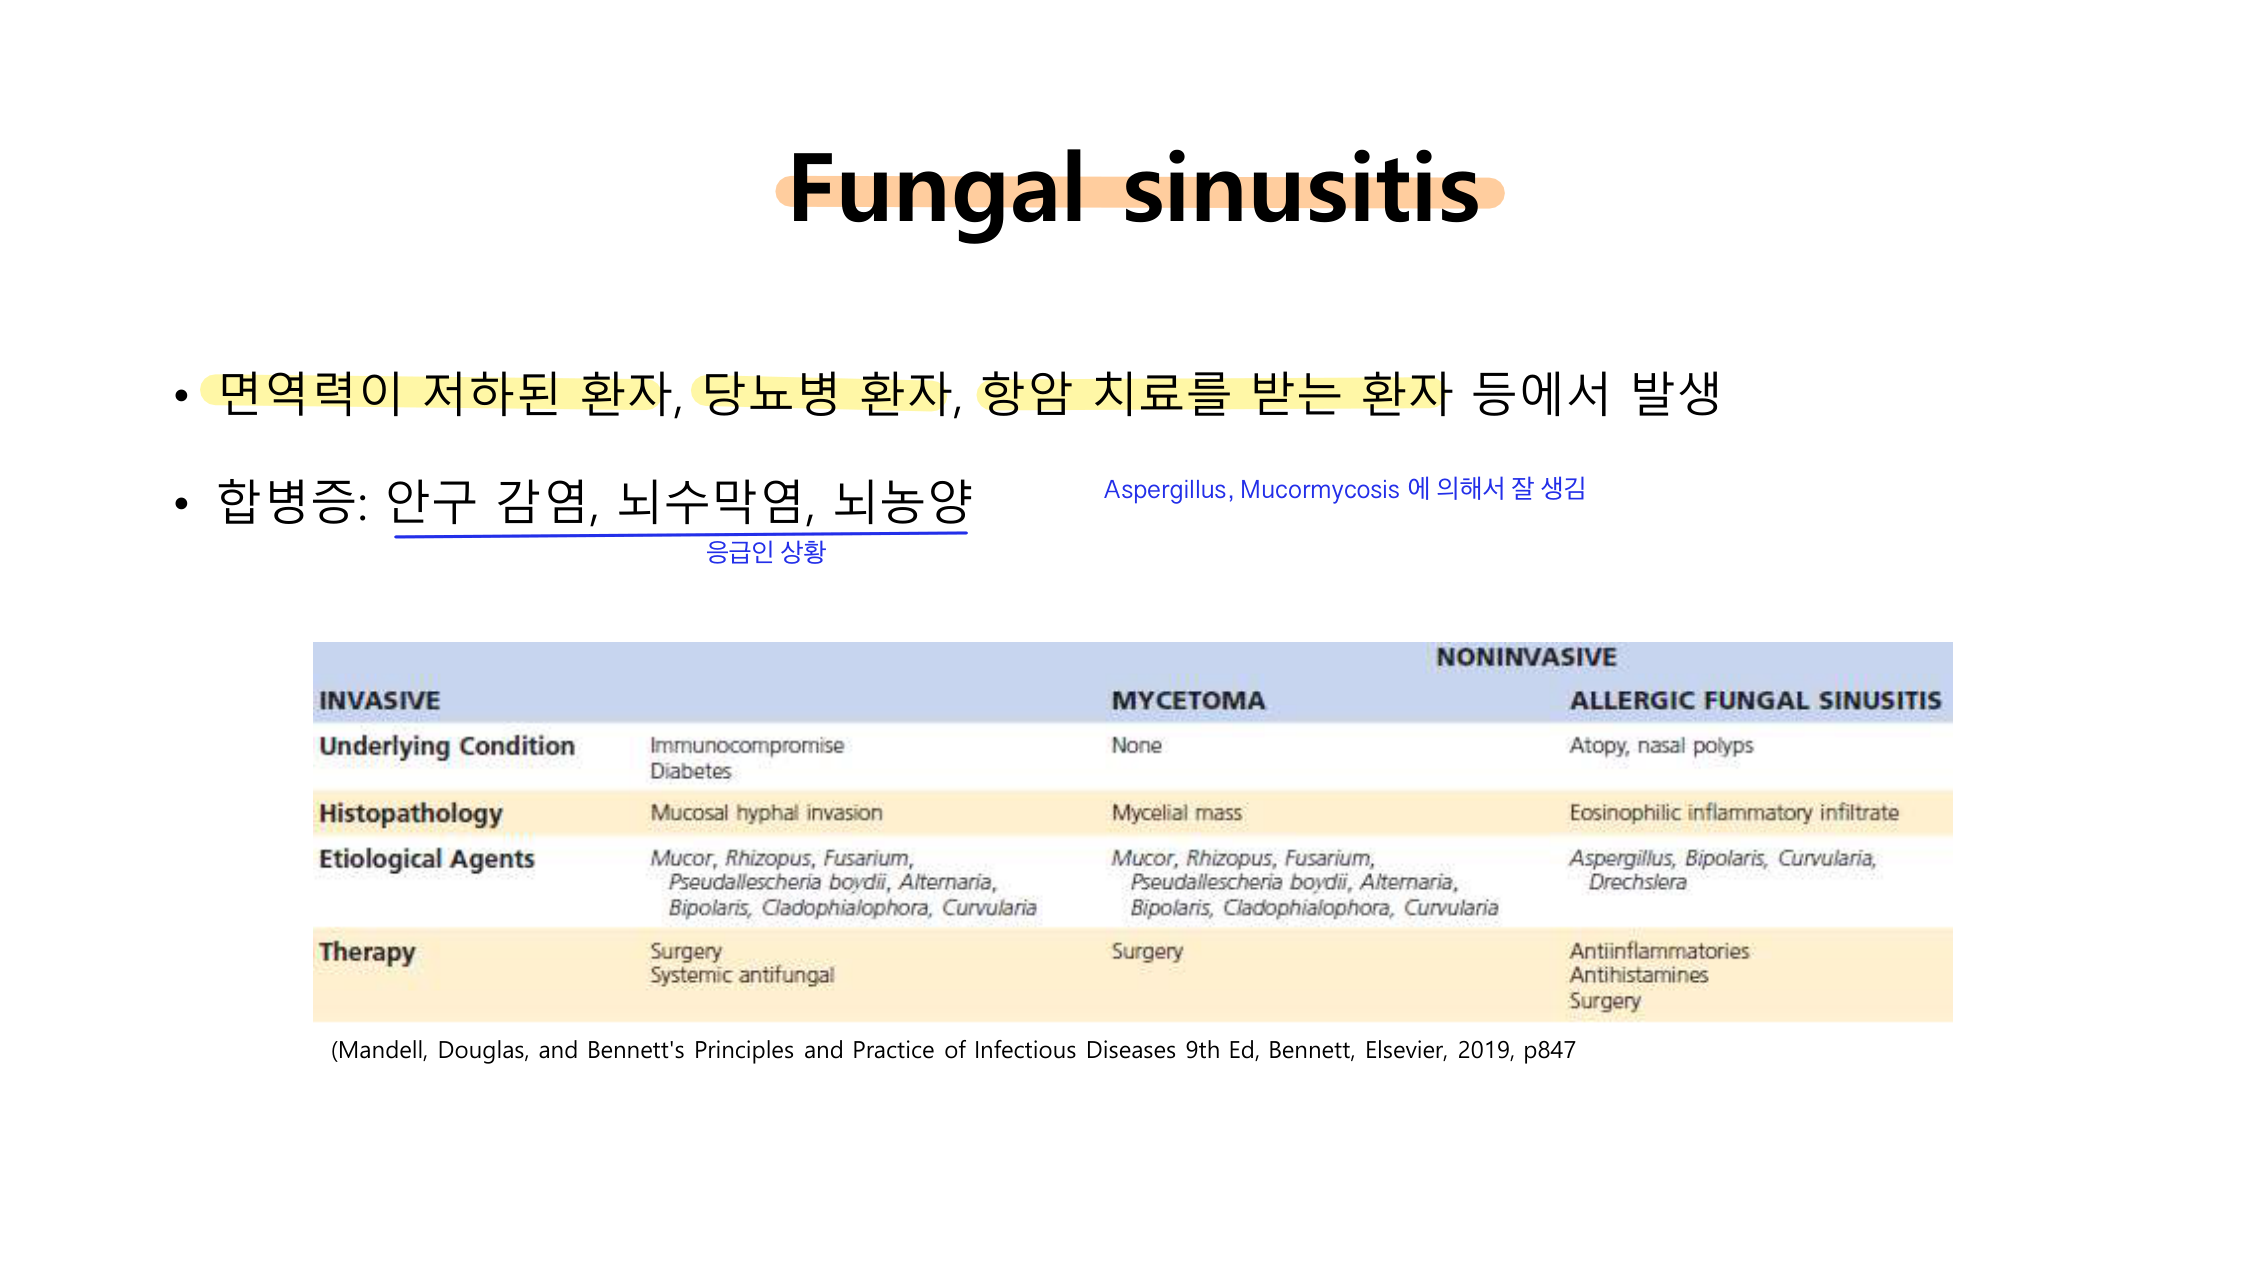 Fungal sinusitis
• 면역력이 저하된 환자, 당뇨병 환자, 항암 치료를 받는 환자 등에서 발생
• 합병증: 안구 감염, 뇌수막염, 뇌농양
Aspergillus, Mucormycosis 에 의해서 잘 생김
응급인 상황
NONINVASIVE
INVASIVE MYCETOMA ALLERGIC FUNGAL SINUSITIS
Underlying Condition Immunocompromise None Atopy, nasal polyps
Diabetes
Histopathology Mucosal hyphal invasion Mycelial mass Eosinophilic inflammatory infiltrate
Etiological Agents Mucor, Rhizopus, Fusarium, Mucor, Rhizopus, Fusarium, Aspergillus, Bipolaris, Curvularia,
Pseudallescheria boydii, Alternaria, Pseudallescheria boydii, Alternaria, Drechslera
Bipolaris, Cladophialophora, Curvularia Bipolaris, Cladophialophora, Curvularia
Therapy Surgery Surgery Antiinflammatories
Systemic antifungal Antihistamines
Surgery
(Mandell, Douglas, and Bennett's Principles and Practice of Infectious Diseases 9th Ed, Bennett, Elsevier, 2019, p847